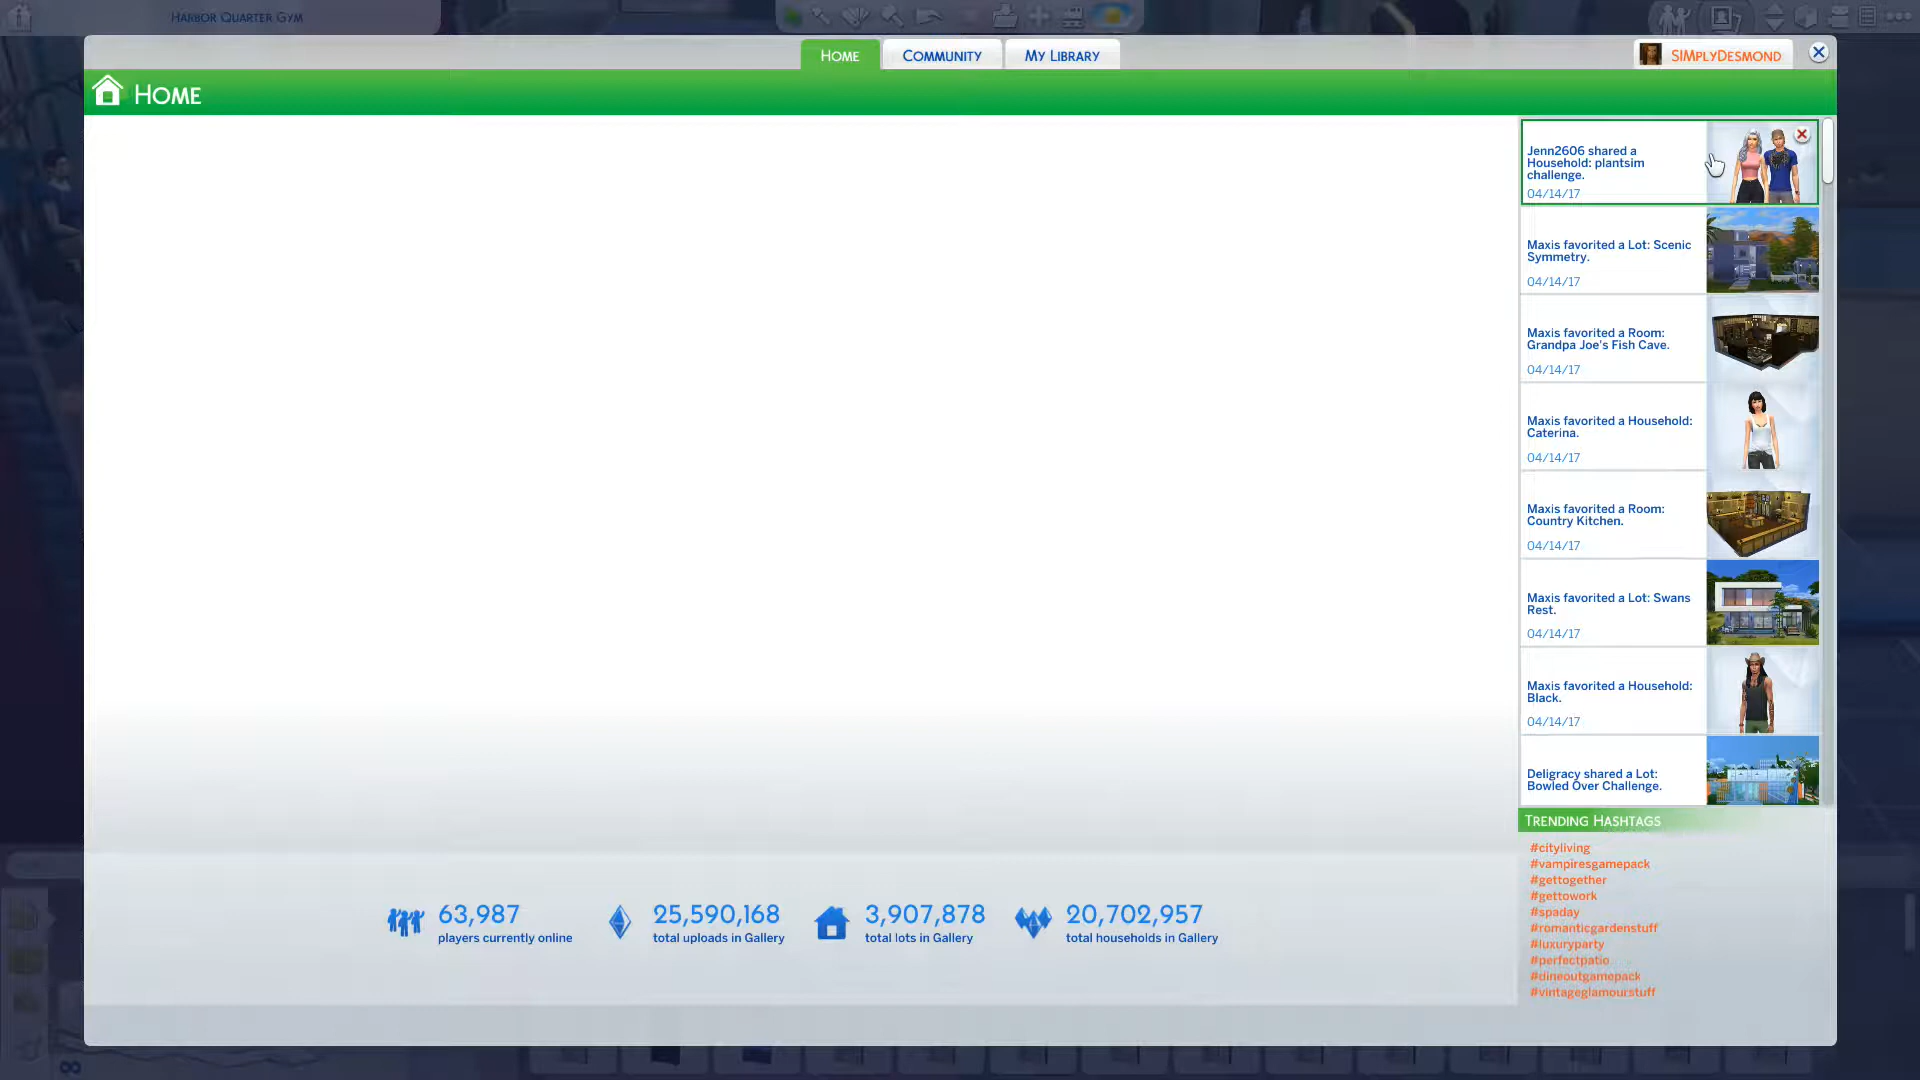 Harbor Quarter Gym
Home
Community
My Library
SIMplyDesmond
Home
Jenn2606 shared a
Household: plantsim
challenge.
04/14/17
Maxis favorited a Lot: Scenic
Symmetry.
04/14/17
Maxis favorited a Room:
Grandpa Joe's Fish Cave.
04/14/17
Maxis favorited a Household:
Caterina.
04/14/17
Maxis favorited a Room:
Country Kitchen.
04/14/17
Maxis favorited a Lot: Swans
Rest.
04/14/17
Maxis favorited a Household:
Black.
04/14/17
Deligracy shared a Lot:
Bowled Over Challenge.
Trending Hashtags
#cityliving
#vampiresgamepack
#gettogether
#gettowork
#spaday
#romanticgardenstuff
#luxuryparty
#perfectpatio
#dineoutgamepack
#vintageglamourstuff
63,987
players currently online
25,590,168
total uploads in Gallery
3,907,878
total lots in Gallery
20,702,957
total households in Gallery